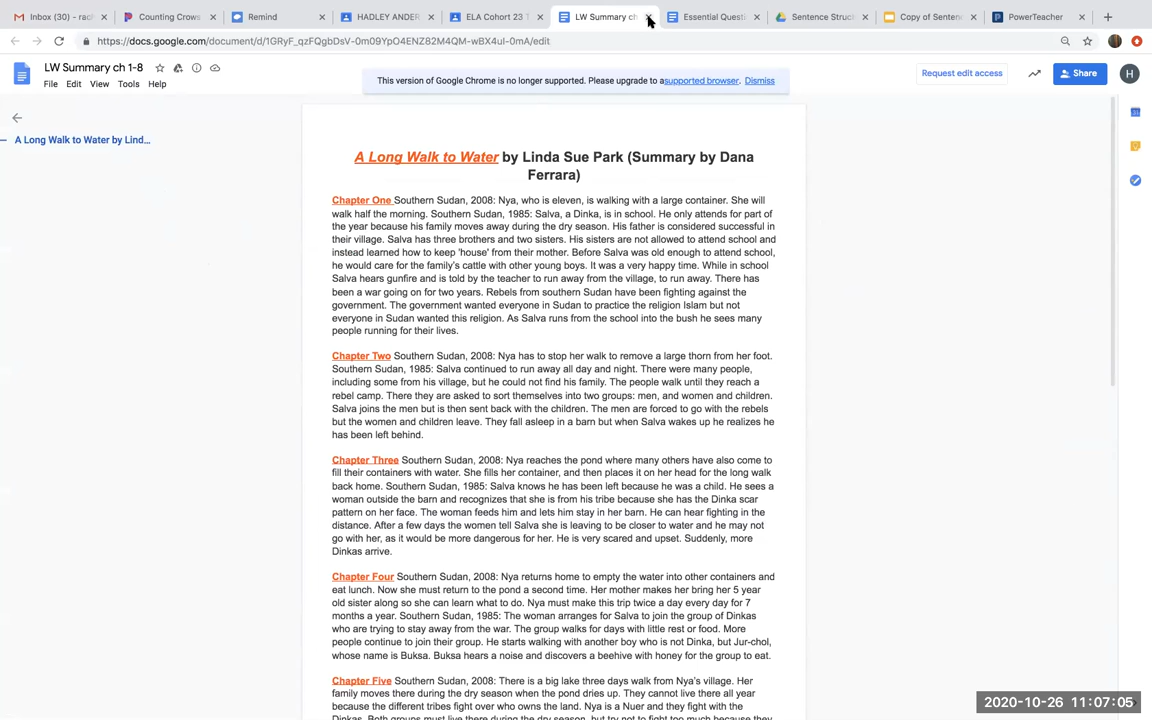 Inbox (30) - rach
Counting Crows
Remind
HADLEY ANDER
ELA Cohort 23 T
LW Summary ch
Essential Questi
Sentence Struct
Copy of Senten
PowerTeacher
https://docs.google.com/document/d/1GRyF_qzFQgbDsV-0m09YpO4ENZ82M4QM-wBX4ul-0mA/edit
LW Summary ch 1-8
File Edit View Tools Help
This version of Google Chrome is no longer supported. Please upgrade to a supported browser. Dismiss
Request edit access
Share
H
A Long Walk to Water by Lind...
A Long Walk to Water by Linda Sue Park (Summary by Dana
Ferrara)
Chapter One Southern Sudan, 2008: Nya, who is eleven, is walking with a large container. She will
walk half the morning. Southern Sudan, 1985: Salva, a Dinka, is in school. He only attends for part of
the year because his family moves away during the dry season. His father is considered successful in
their village. Salva has three brothers and two sisters. His sisters are not allowed to attend school and
instead learned how to keep 'house' from their mother. Before Salva was old enough to attend school,
he would care for the family's cattle with other young boys. It was a very happy time. While in school
Salva hears gunfire and is told by the teacher to run away from the village, to run away. There has
been a war going on for two years. Rebels from southern Sudan have been fighting against the
government. The government wanted everyone in Sudan to practice the religion Islam but not
everyone in Sudan wanted this religion. As Salva runs from the school into the bush he sees many
people running for their lives.
Chapter Two Southern Sudan, 2008: Nya has to stop her walk to remove a large thorn from her foot.
Southern Sudan, 1985: Salva continued to run away all day and night. There were many people,
including some from his village, but he could not find his family. The people walk until they reach a
rebel camp. There they are asked to sort themselves into two groups: men, and women and children.
Salva joins the men but is then sent back with the children. The men are forced to go with the rebels
but the women and children leave. They fall asleep in a barn but when Salva wakes up he realizes he
has been left behind.
Chapter Three Southern Sudan, 2008: Nya reaches the pond where many others have also come to
fill their containers with water. She fills her container, and then places it on her head for the long walk
back home. Southern Sudan, 1985: Salva knows he has been left because he was a child. He sees a
woman outside the barn and recognizes that she is from his tribe because she has the Dinka scar
pattern on her face. The woman feeds him and lets him stay in her barn. He can hear fighting in the
distance. After a few days the women tell Salva she is leaving to be closer to water and he may not
go with her, as it would be more dangerous for her. He is very scared and upset. Suddenly, more
Dinkas arrive.
Chapter Four Southern Sudan, 2008: Nya returns home to empty the water into other containers and
eat lunch. Now she must return to the pond a second time. Her mother makes her bring her 5 year
old sister along so she can learn what to do. Nya must make this trip twice a day every day for 7
months a year. Southern Sudan, 1985: The woman arranges for Salva to join the group of Dinkas
who are trying to stay away from the war. The group walks for days with little rest or food. More
people continue to join their group. He starts walking with another boy who is not Dinka, but Jur-chol,
whose name is Buksa. Buksa hears a noise and discovers a beehive with honey for the group to eat.
Chapter Five Southern Sudan, 2008: There is a big lake three days walk from Nya's village. Her
family moves there during the dry season when the pond dries up. They cannot live there all year
because the different tribes fight over who owns the land. Nya is a Nuer and they fight with the
Dinkas. Both groups must live there during the dry season, but try not to fight too much because they
2020-10-26 11:07:05